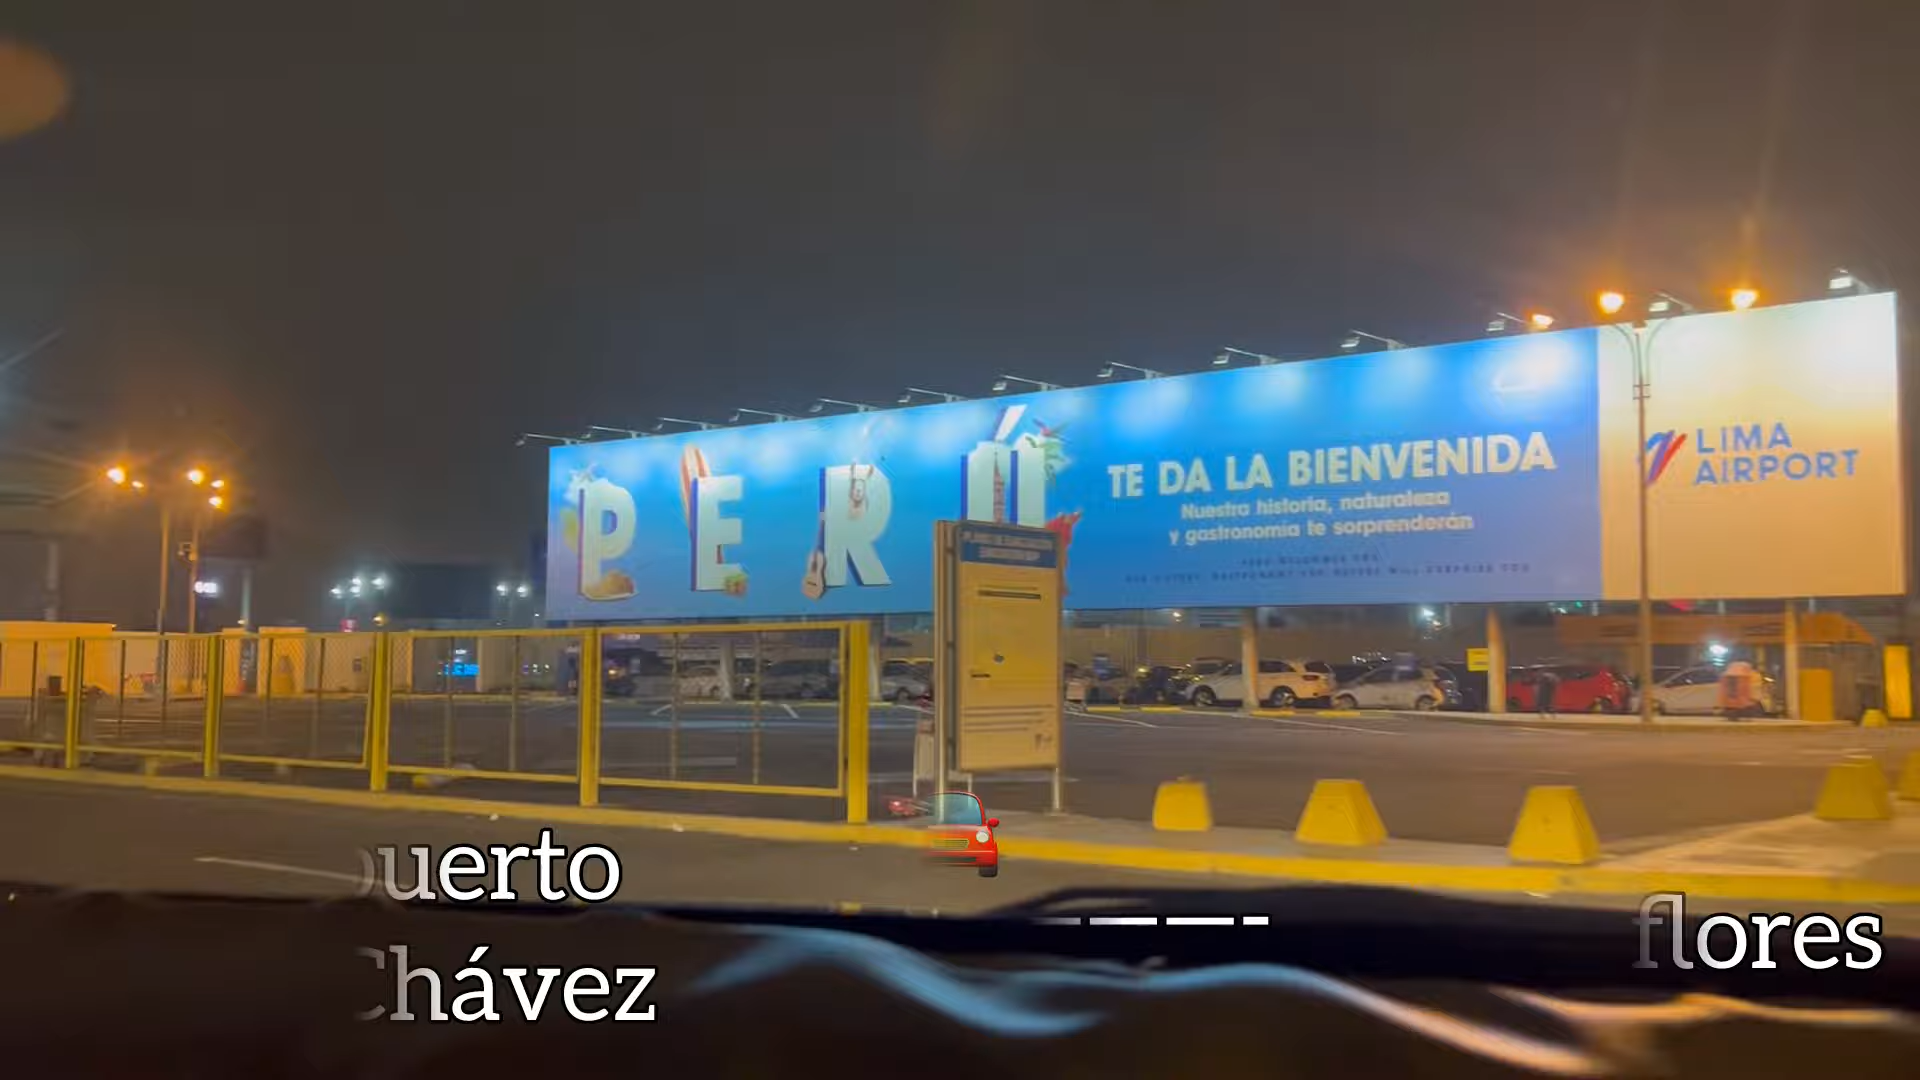 PERÚ
TE DA LA BIENVENIDA
Nuestra historia, naturaleza
y gastronomía te sorprenderán
LIMA
AIRPORT
uerto
Chávez
flores